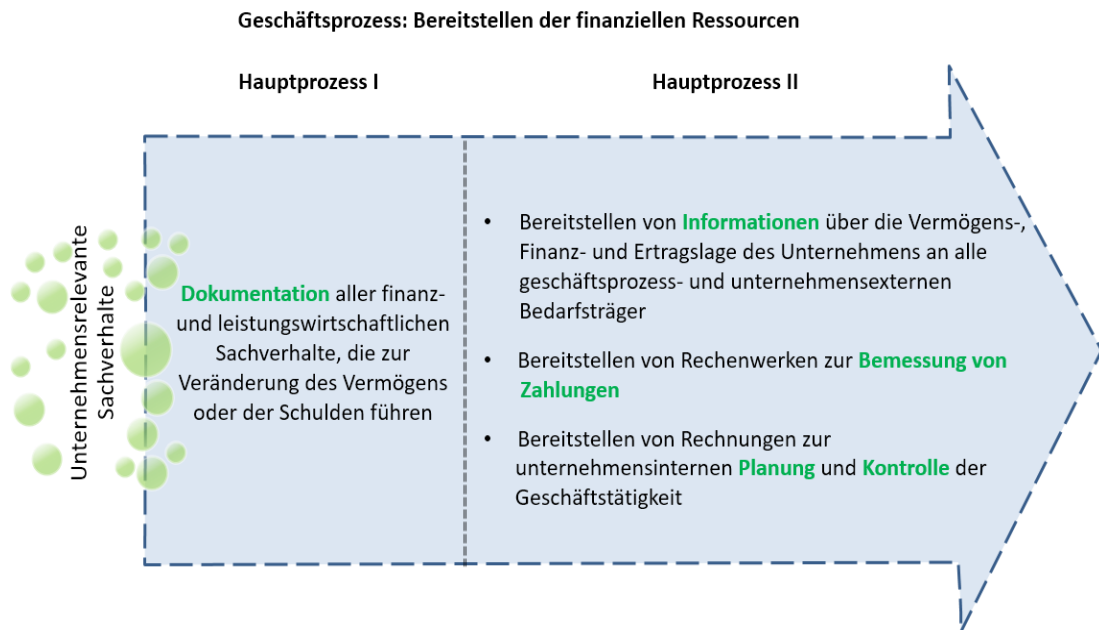 Geschäftsprozess: Bereitstellen der finanziellen Ressourcen
Hauptprozess I
Hauptprozess II
Unternehmensrelevante
Sachverhalte
Dokumentation aller finanz-
und leistungswirtschaftlichen
Sachverhalte, die zur
Veränderung des Vermögens
oder der Schulden führen
• Bereitstellen von Informationen über die Vermögens-,
Finanz- und Ertragslage des Unternehmens an alle
geschäftsprozess- und unternehmensexternen
Bedarfsträger
• Bereitstellen von Rechenwerken zur Bemessung von
Zahlungen
• Bereitstellen von Rechnungen zur
unternehmensinternen Planung und Kontrolle der
Geschäftstätigkeit